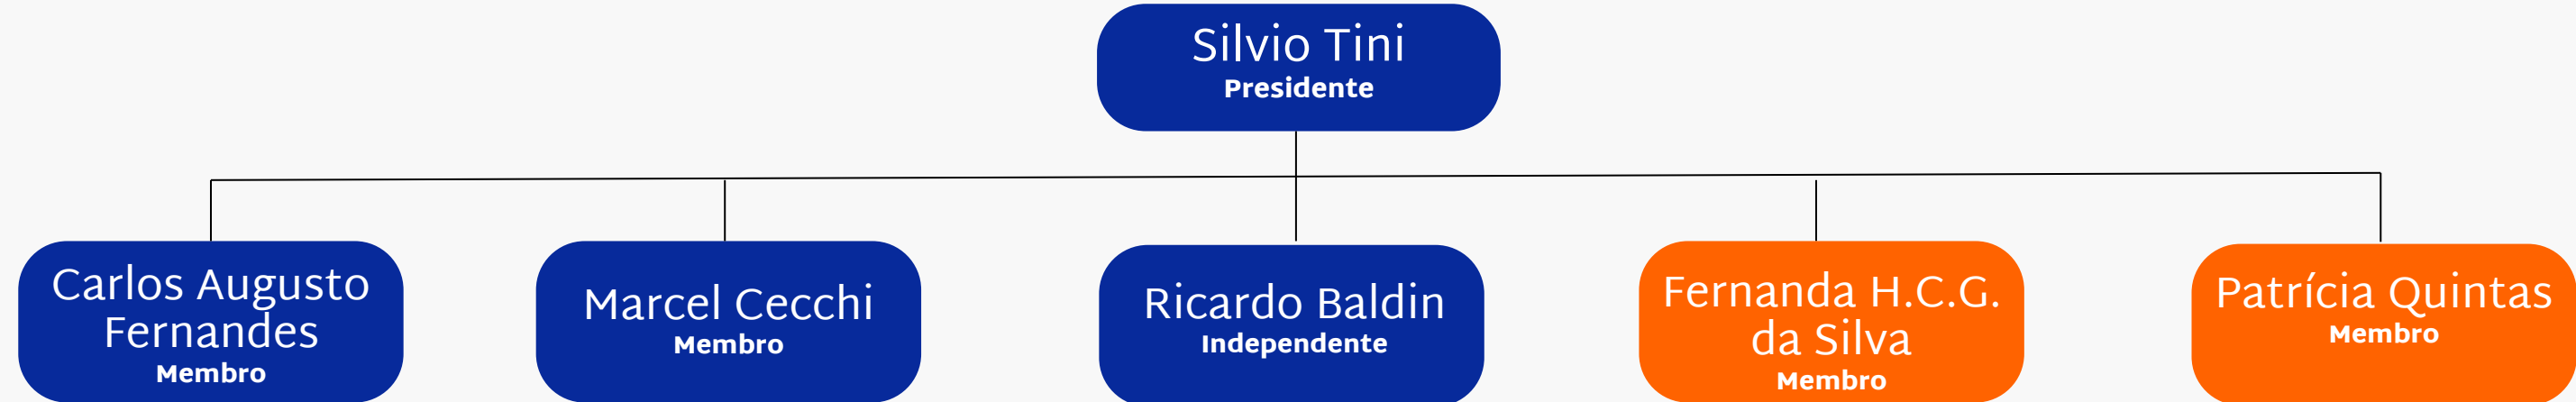 Silvio Tini
Presidente
Carlos Augusto
Fernandes
Membro
Marcel Cecchi
Membro
Ricardo Baldin
Independente
Fernanda H.C.G.
da Silva
Membro
Patrícia Quintas
Membro